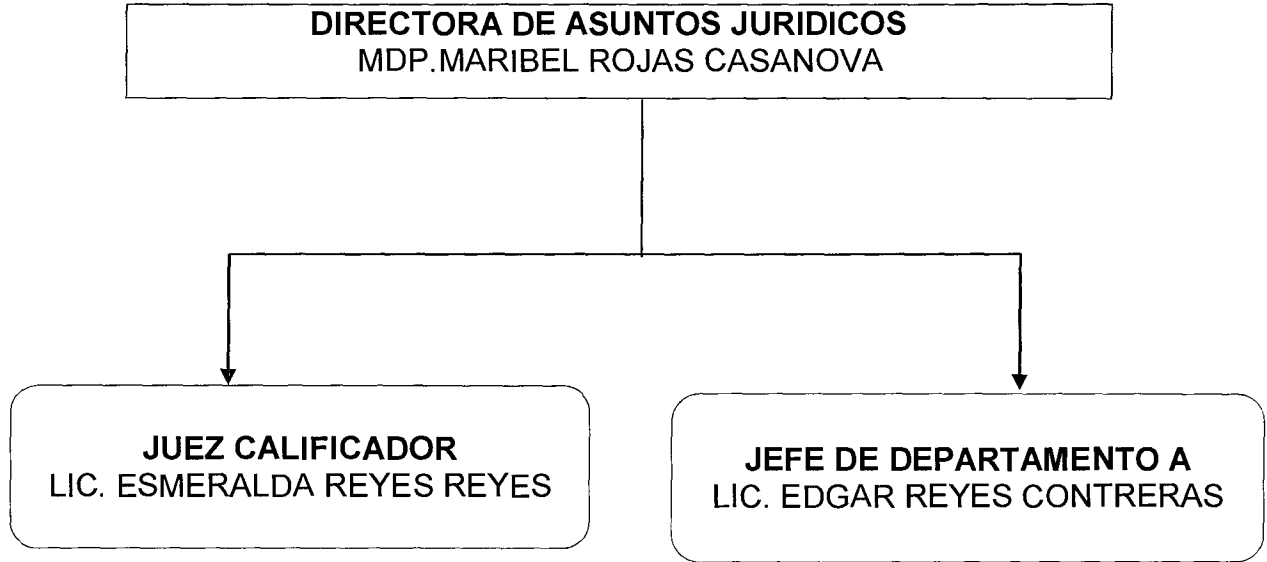 DIRECTORA DE ASUNTOS JURIDICOS
MDP.MARIBEL ROJAS CASANOVA
JUEZ CALIFICADOR
LIC. ESMERALDA REYES REYES
JEFE DE DEPARTAMENTO A
LIC. EDGAR REYES CONTRERAS